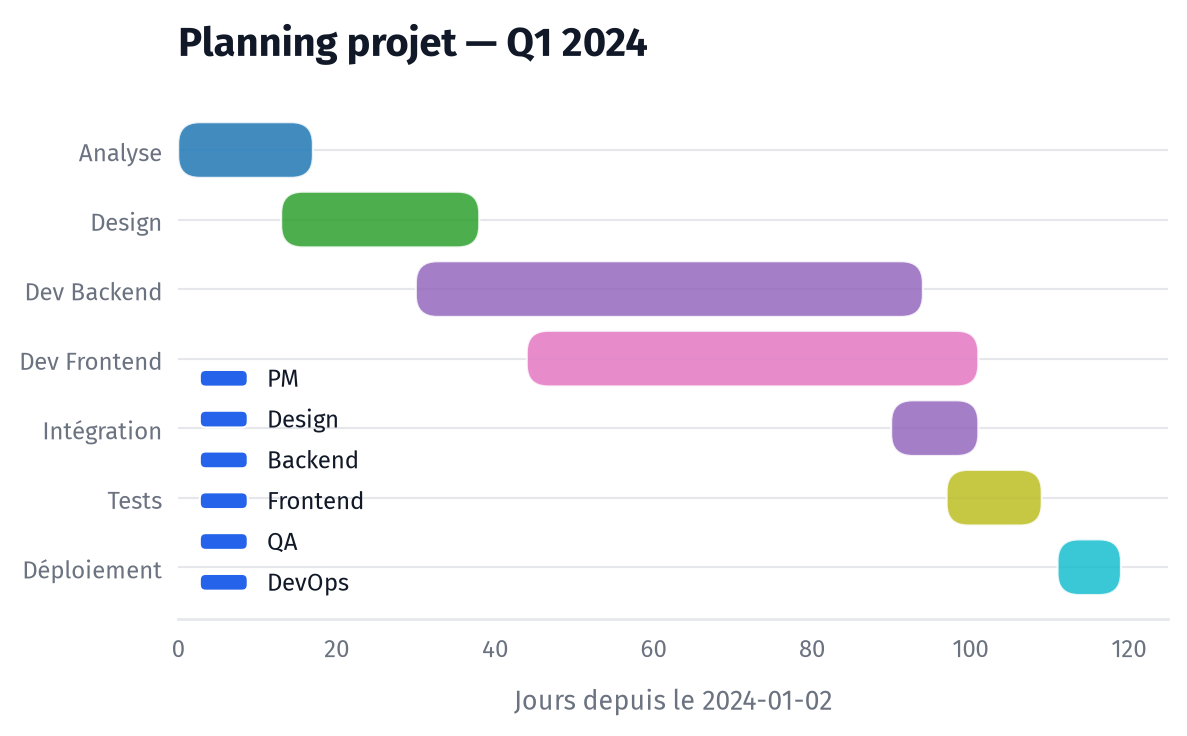 Planning projet — Q1 2024
Analyse
Design
Dev Backend
Dev Frontend
Intégration
Tests
Déploiement
PM
Design
Backend
Frontend
QA
DevOps
0 20 40 60 80 100 120
Jours depuis le 2024-01-02